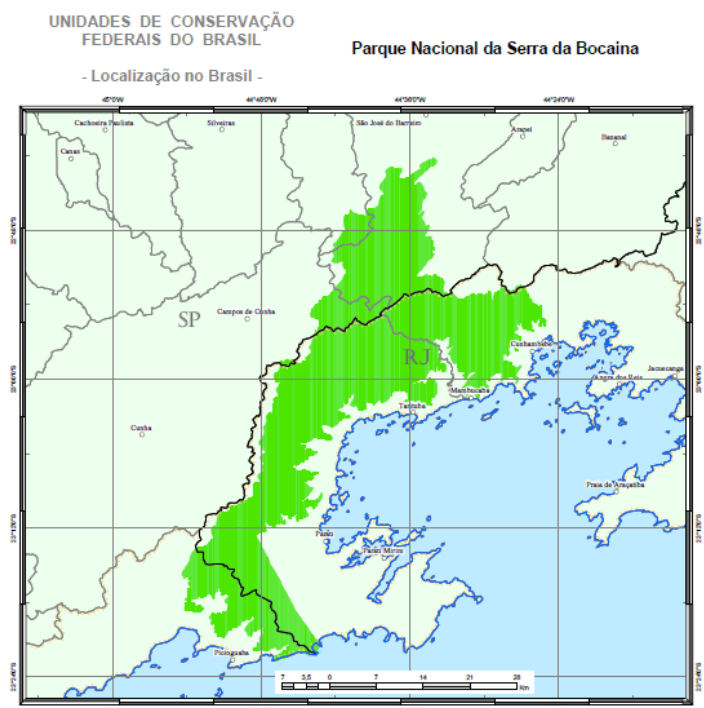 UNIDADES DE CONSERVAÇÃO
FEDERAIS DO BRASIL
- Localização no Brasil -
Parque Nacional da Serra da Bocaina
45°0'W 44°48'0"W 44°36'0"W 44°24'0"W
Cachoeira Paulista
Silveiras
São José do Barreiro
Arapeí
Bananal
Canas
SP
Campos de Cunha
RJ
Cunhambebe
Jacuecanga
Angra dos Reis
Mambucaba
Tarituba
Cunha
Praia de Araçatiba
Parati
Parati Mirim
Picinguaba
7 3,5 0 7 14 21 28
Km